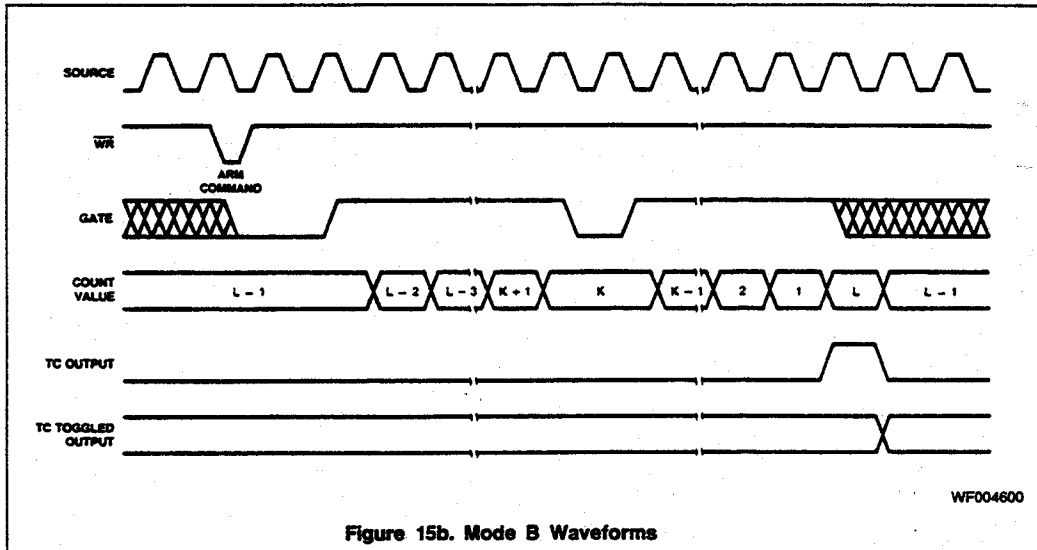 SOURCE
W̅R̅
ARM
COMMAND
GATE
COUNT
VALUE
L – 1
L – 2
L – 3
K + 1
K
K – 1
2
1
L
L – 1
TC OUTPUT
TC TOGGLED
OUTPUT
WF004600
Figure 15b. Mode B Waveforms